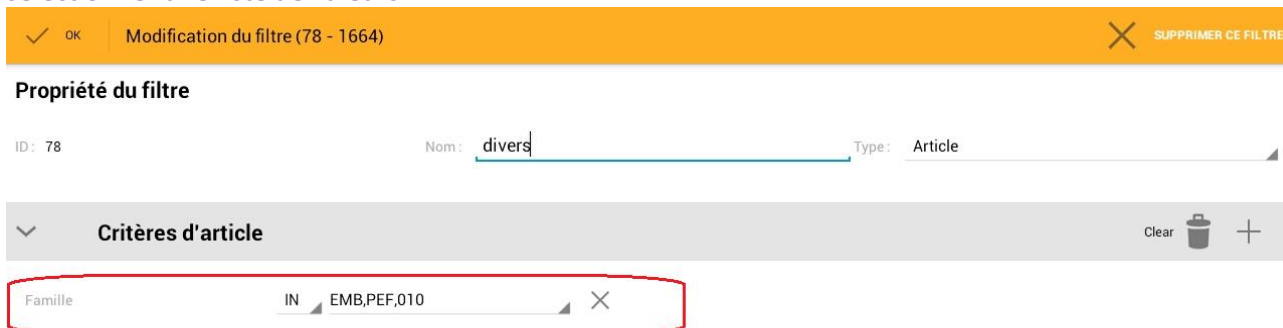 OK Modification du filtre (78 - 1664) SUPPRIMER CE FILTRE
Propriété du filtre
ID : 78 Nom : divers Type : Article
Critères d'article Clear
Famille IN EMB,PEF,010